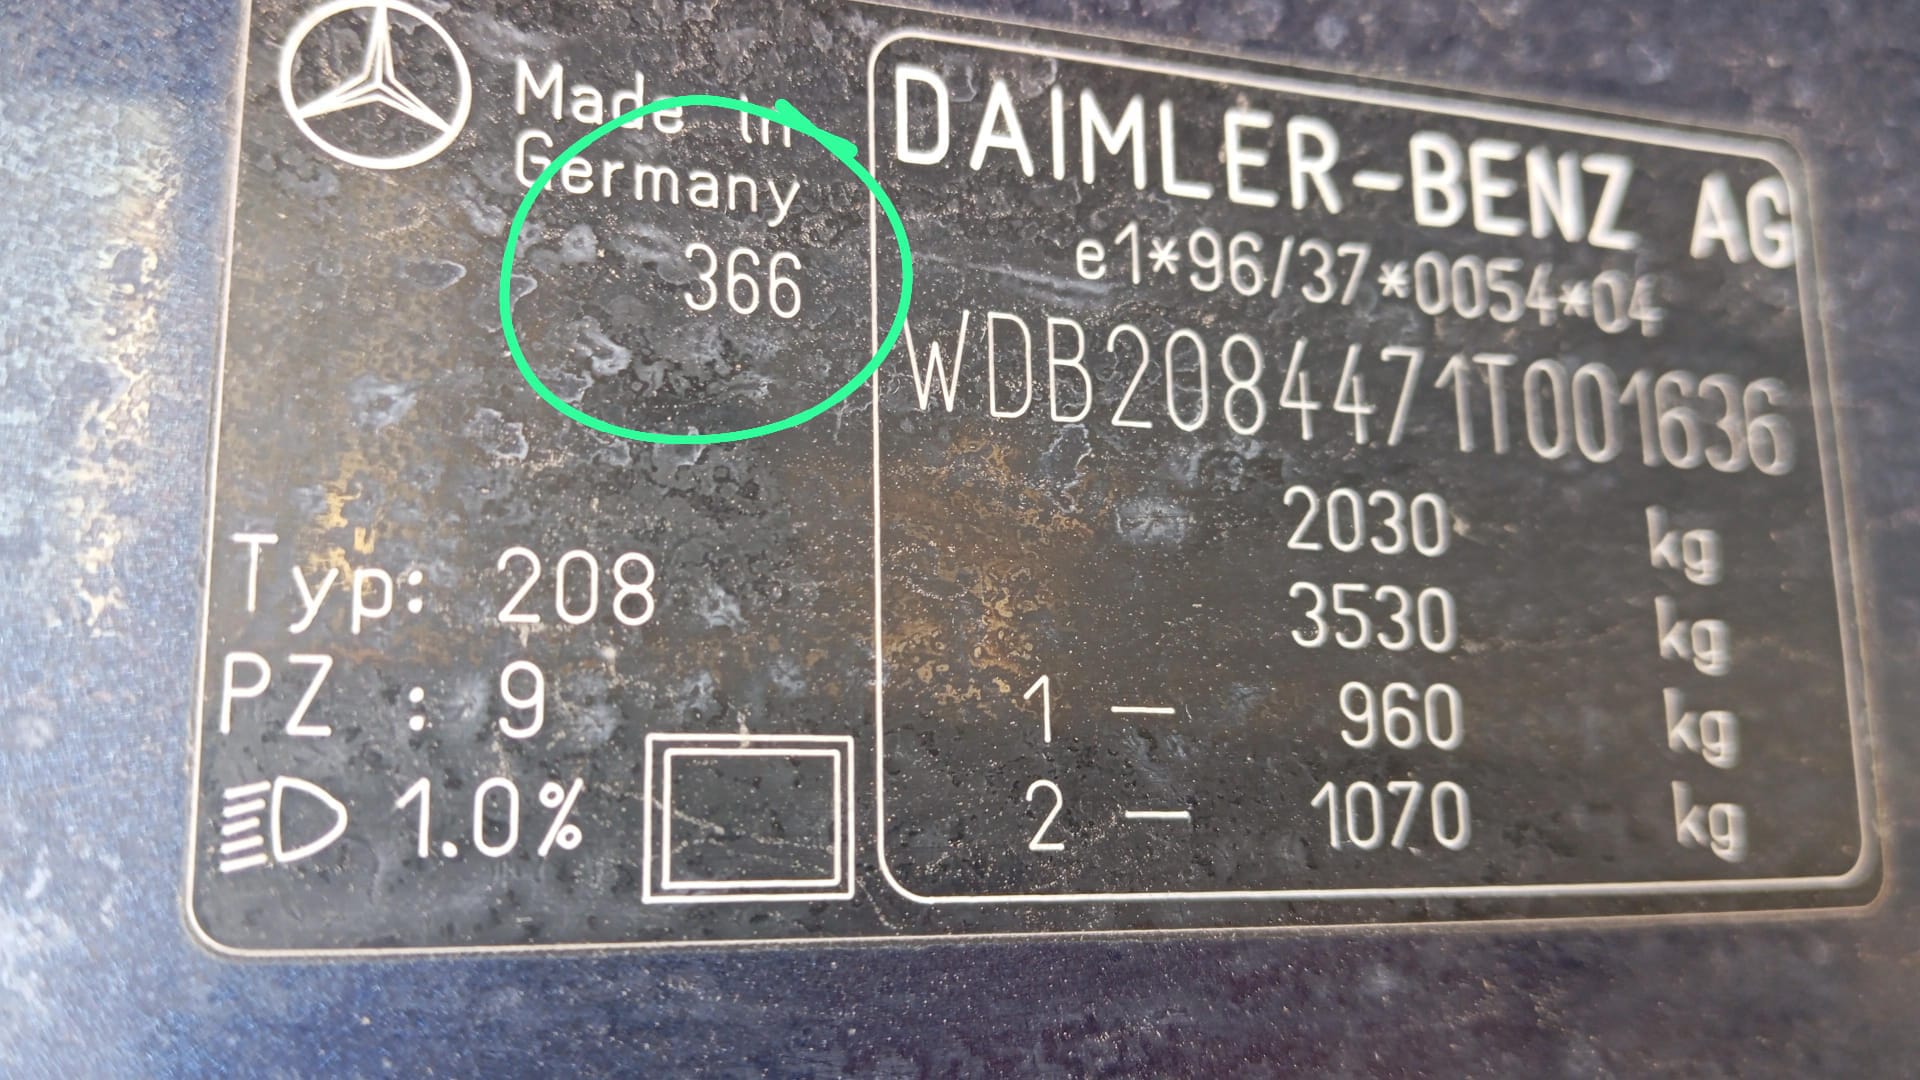 Made in
Germany
366
Typ: 208
PZ : 9
1.0%
DAIMLER-BENZ AG
e1*96/37*0054*04
WDB2084471T001636
2030 kg
3530 kg
1 — 960 kg
2 — 1070 kg